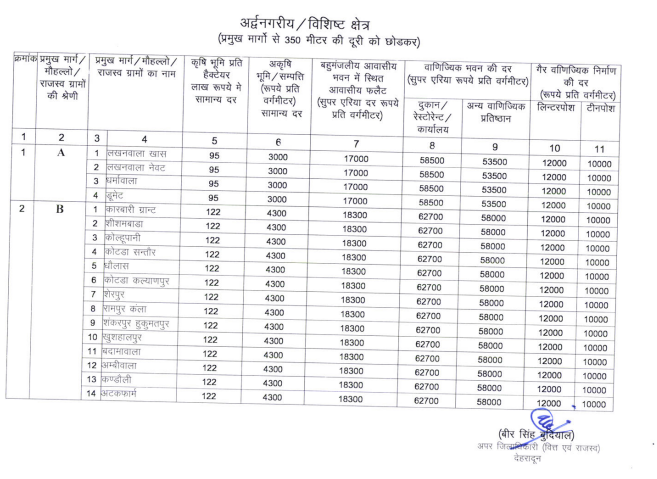 अर्द्धनगरीय/विशिष्ट क्षेत्र
(प्रमुख मार्गो से 350 मीटर की दूरी को छोडकर)
क्रमांक प्रमुख मार्ग/मौहल्लो/राजस्व ग्रामों की श्रेणी प्रमुख मार्ग/मौहल्लो/राजस्व ग्रामों का नाम कृषि भूमि प्रति हैक्टेयर लाख रूपये मे सामान्य दर अकृषि भूमि/सम्पत्ति (रूपये प्रति वर्गमीटर) सामान्य दर बहुमंजलीय आवासीय भवन में स्थित आवासीय फलैट (सुपर एरिया दर रूपये प्रति वर्गमीटर) वाणिज्यिक भवन की दर (सुपर एरिया रूपये प्रति वर्गमीटर) गैर वाणिज्यिक निर्माण की दर (रूपये प्रति वर्गमीटर)
दुकान/रेस्टोरेन्ट/कार्यालय अन्य वाणिज्यिक प्रतिष्ठान लिन्टरपोश टीनपोश
1 2 3 4 5 6 7 8 9 10 11
1 A 1 लखनवाला खास 95 3000 17000 58500 53500 12000 10000
2 लखनवाला नेवट 95 3000 17000 58500 53500 12000 10000
3 धर्मावाला 95 3000 17000 58500 53500 12000 10000
4 डूमेट 95 3000 17000 58500 53500 12000 10000
2 B 1 कारबारी ग्रान्ट 122 4300 18300 62700 58000 12000 10000
2 शीशमबाडा 122 4300 18300 62700 58000 12000 10000
3 कोल्हूपानी 122 4300 18300 62700 58000 12000 10000
4 कोटडा सन्तौर 122 4300 18300 62700 58000 12000 10000
5 धौलास 122 4300 18300 62700 58000 12000 10000
6 कोटडा कल्याणपुर 122 4300 18300 62700 58000 12000 10000
7 शेरपुर 122 4300 18300 62700 58000 12000 10000
8 रामपुर कंला 122 4300 18300 62700 58000 12000 10000
9 शंकरपुर हुकुमतपुर 122 4300 18300 62700 58000 12000 10000
10 खुशहालपुर 122 4300 18300 62700 58000 12000 10000
11 बदामावाला 122 4300 18300 62700 58000 12000 10000
12 अम्बीवाला 122 4300 18300 62700 58000 12000 10000
13 कण्डौली 122 4300 18300 62700 58000 12000 10000
14 अटकफार्म 122 4300 18300 62700 58000 12000 10000
(बीर सिंह बुदियाल)
अपर जिलाधिकारी (वित्त एवं राजस्व)
देहरादून